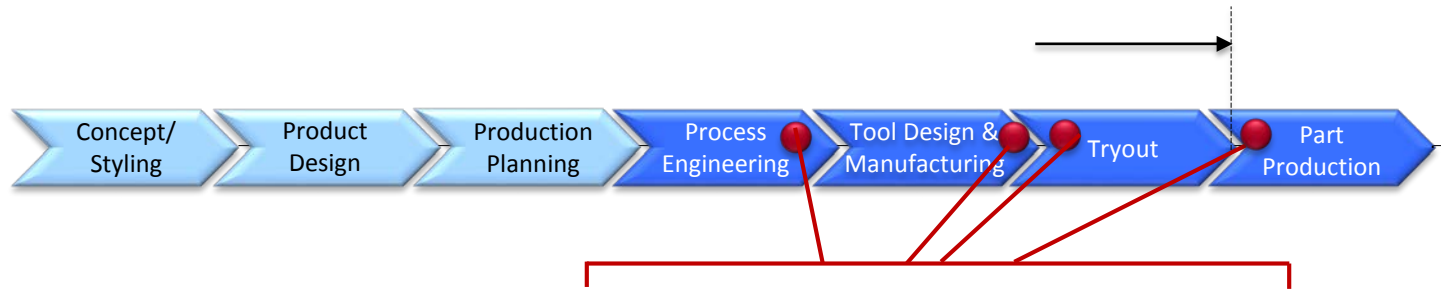 Concept/
Styling
Product
Design
Production
Planning
Process
Engineering
Tool Design &
Manufacturing
Tryout
Part
Production